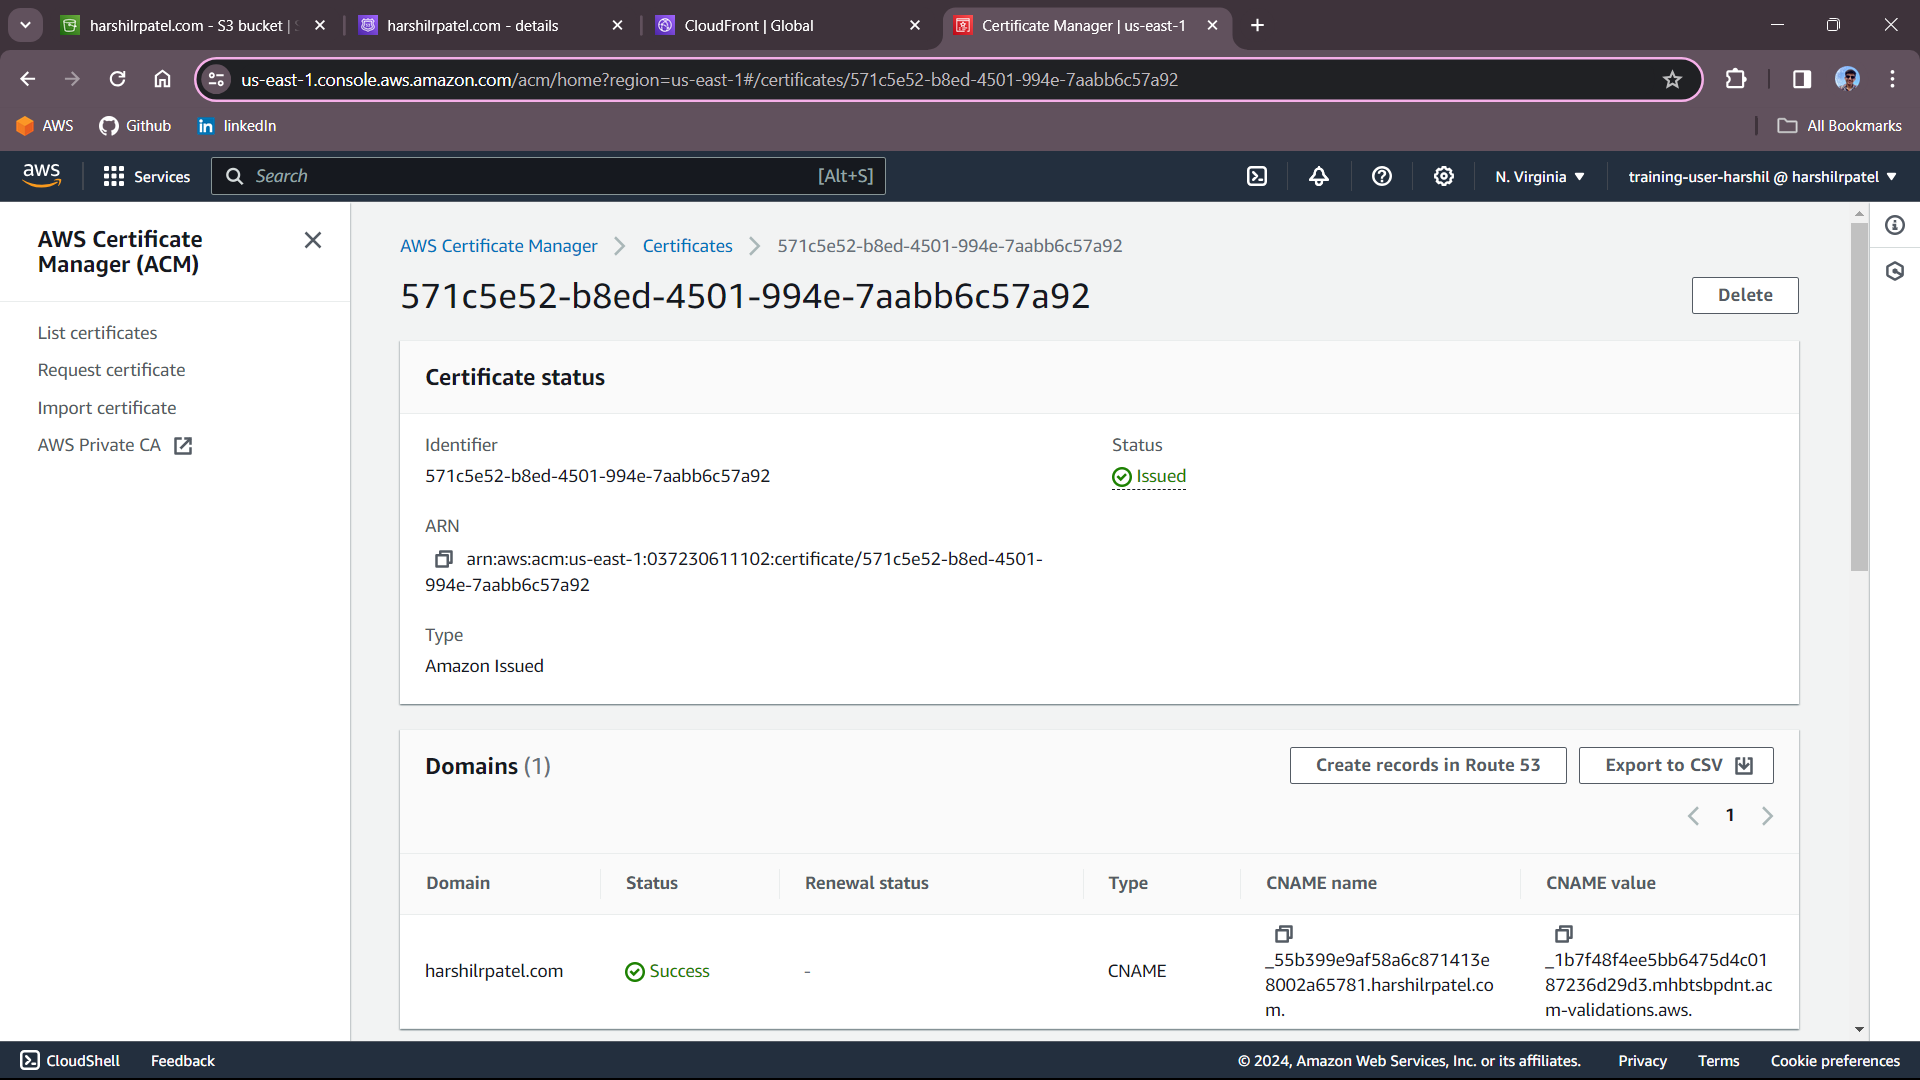 harshilrpatel.com - S3 bucket |
harshilrpatel.com - details
CloudFront | Global
Certificate Manager | us-east-1
us-east-1.console.aws.amazon.com/acm/home?region=us-east-1#/certificates/571c5e52-b8ed-4501-994e-7aabb6c57a92
AWS
Github
linkedIn
All Bookmarks
aws
Services
Search
[Alt+S]
N. Virginia
training-user-harshil @ harshilrpatel
AWS Certificate
Manager (ACM)
List certificates
Request certificate
Import certificate
AWS Private CA
AWS Certificate Manager
Certificates
571c5e52-b8ed-4501-994e-7aabb6c57a92
571c5e52-b8ed-4501-994e-7aabb6c57a92
Delete
Certificate status
Identifier
571c5e52-b8ed-4501-994e-7aabb6c57a92
Status
Issued
ARN
arn:aws:acm:us-east-1:037230611102:certificate/571c5e52-b8ed-4501-
994e-7aabb6c57a92
Type
Amazon Issued
Domains (1)
Create records in Route 53
Export to CSV
1
Domain
Status
Renewal status
Type
CNAME name
CNAME value
harshilrpatel.com
Success
-
CNAME
_55b399e9af58a6c871413e
8002a65781.harshilrpatel.co
m.
_1b7f48f4ee5bb6475d4c01
87236d29d3.mhbtsbpdnt.ac
m-validations.aws.
CloudShell
Feedback
© 2024, Amazon Web Services, Inc. or its affiliates.
Privacy
Terms
Cookie preferences